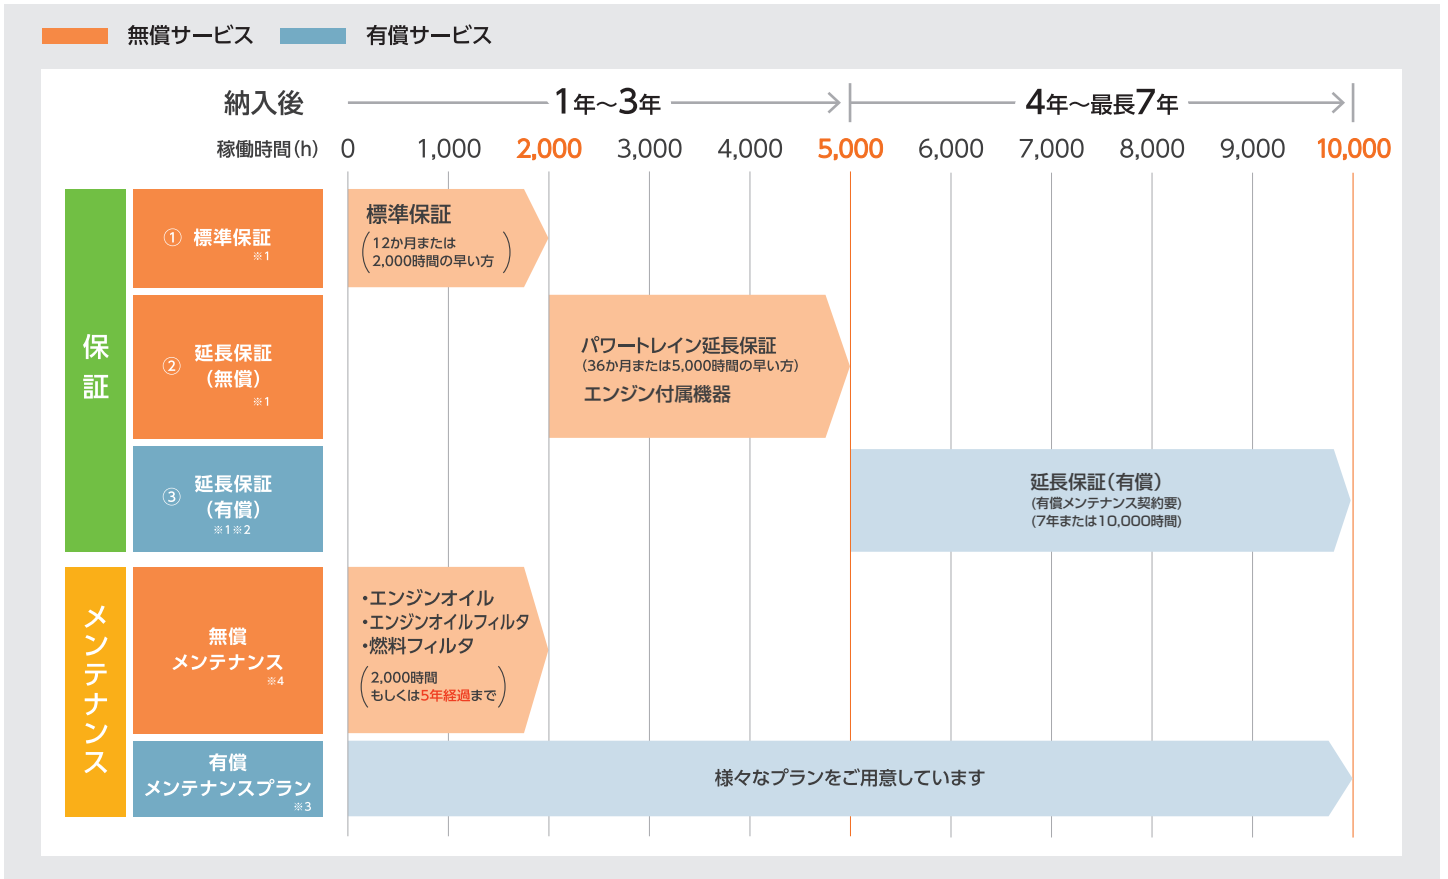 無償サービス 有償サービス
納入後 1年～3年 4年～最長7年
稼働時間(h) 0 1,000 2,000 3,000 4,000 5,000 6,000 7,000 8,000 9,000 10,000
保証
① 標準保証
※1
標準保証
(12か月または
2,000時間の早い方)
② 延長保証
(無償)
※1
パワートレイン延長保証
(36か月または5,000時間の早い方)
エンジン付属機器
③ 延長保証
(有償)
※1※2
延長保証(有償)
(有償メンテナンス契約要)
(7年または10,000時間)
メンテナンス
無償
メンテナンス
※4
・エンジンオイル
・エンジンオイルフィルタ
・燃料フィルタ
(2,000時間
もしくは5年経過まで)
有償
メンテナンスプラン
※3
様々なプランをご用意しています